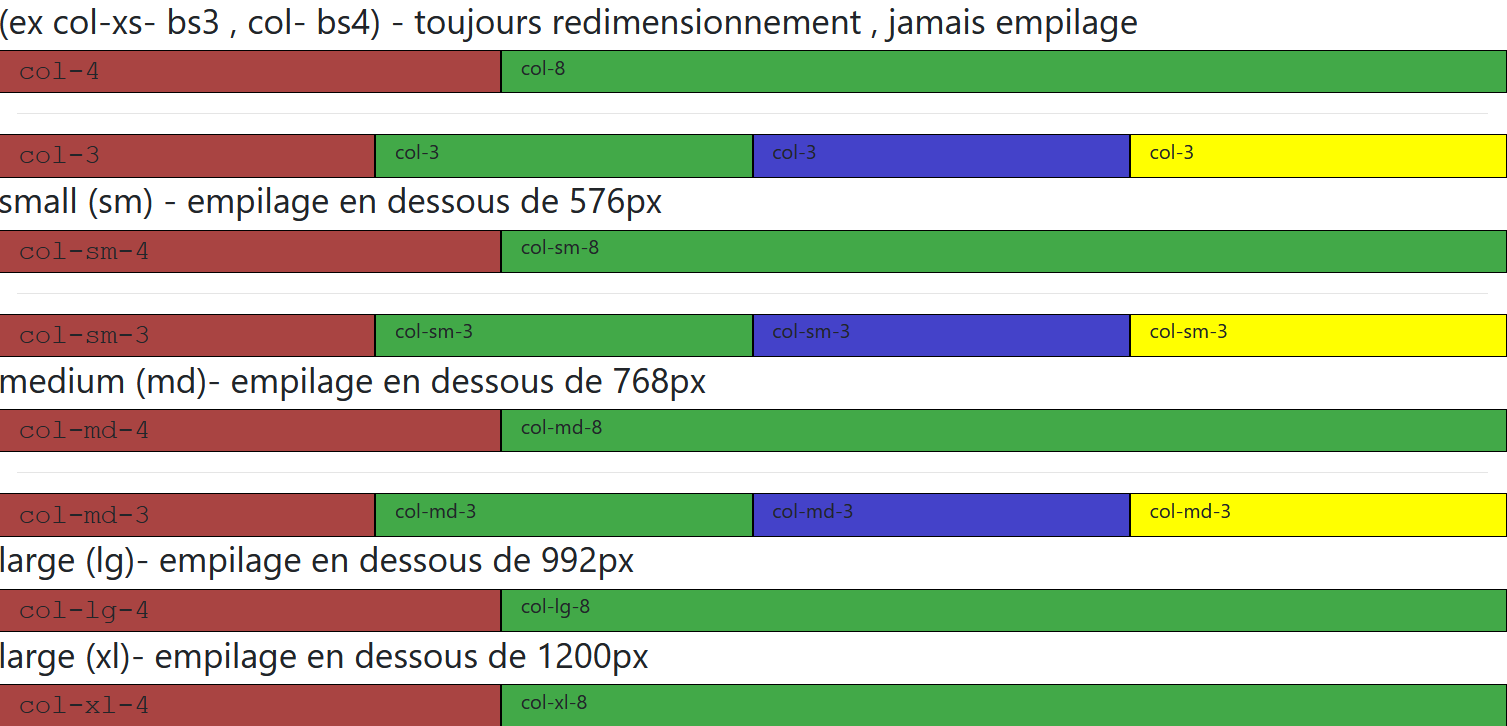 (ex col-xs- bs3 , col- bs4) - toujours redimensionnement , jamais empilage
col-4 col-8
col-3 col-3 col-3 col-3
small (sm) - empilage en dessous de 576px
col-sm-4 col-sm-8
col-sm-3 col-sm-3 col-sm-3 col-sm-3
medium (md)- empilage en dessous de 768px
col-md-4 col-md-8
col-md-3 col-md-3 col-md-3 col-md-3
large (lg)- empilage en dessous de 992px
col-lg-4 col-lg-8
large (xl)- empilage en dessous de 1200px
col-xl-4 col-xl-8